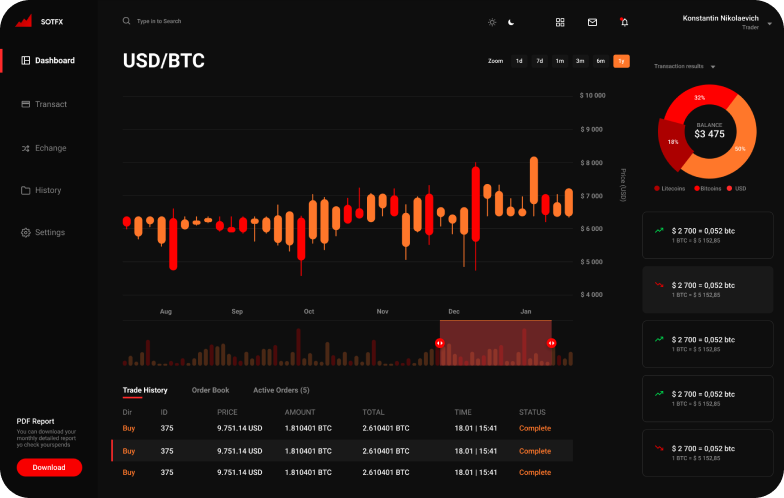 SOTFX
Type in to Search
Konstantin Nikolaevich
Trader
Dashboard
Transact
Echange
History
Settings
PDF Report
You can download your
monthly detailed report
yo check yourspends
Download
USD/BTC
Zoom 1d 7d 1m 3m 6m 1y
$ 10 000
$ 9 000
$ 8 000
$ 7 000
$ 6 000
$ 5 000
$ 4 000
Price (USD)
Aug Sep Oct Nov Dec Jan
Trade History Order Book Active Orders (5)
Dir ID PRICE AMOUNT TOTAL TIME STATUS
Buy 375 9.751.14 USD 1.810401 BTC 2.610401 BTC 18.01 | 15:41 Complete
Buy 375 9.751.14 USD 1.810401 BTC 2.610401 BTC 18.01 | 15:41 Complete
Buy 375 9.751.14 USD 1.810401 BTC 2.610401 BTC 18.01 | 15:41 Complete
Transaction results
32%
18%
50%
BALANCE
$3 475
Litecoins Bitcoins USD
$ 2 700 = 0,052 btc
1 BTC = $ 5 152,85
$ 2 700 = 0,052 btc
1 BTC = $ 5 152,85
$ 2 700 = 0,052 btc
1 BTC = $ 5 152,85
$ 2 700 = 0,052 btc
1 BTC = $ 5 152,85
$ 2 700 = 0,052 btc
1 BTC = $ 5 152,85